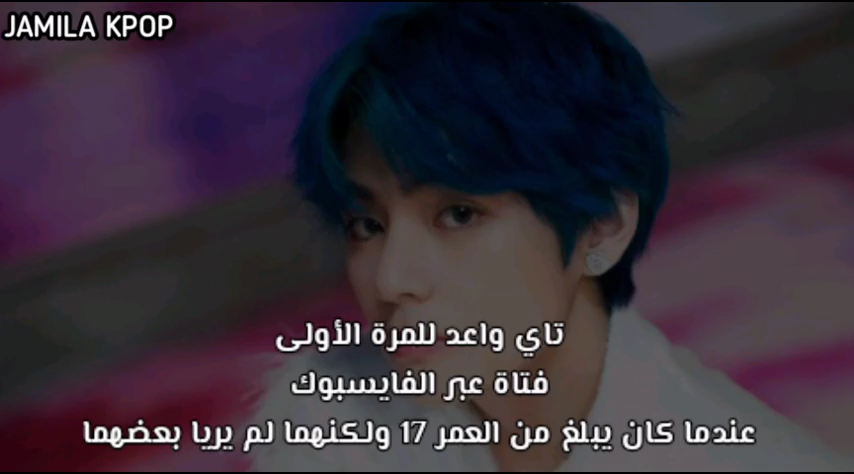 JAMILA KPOP
تاي واعد للمرة الأولى
فتاة عبر الفايسبوك
عندما كان يبلغ من العمر 17 ولكنهما لم يريا بعضهما